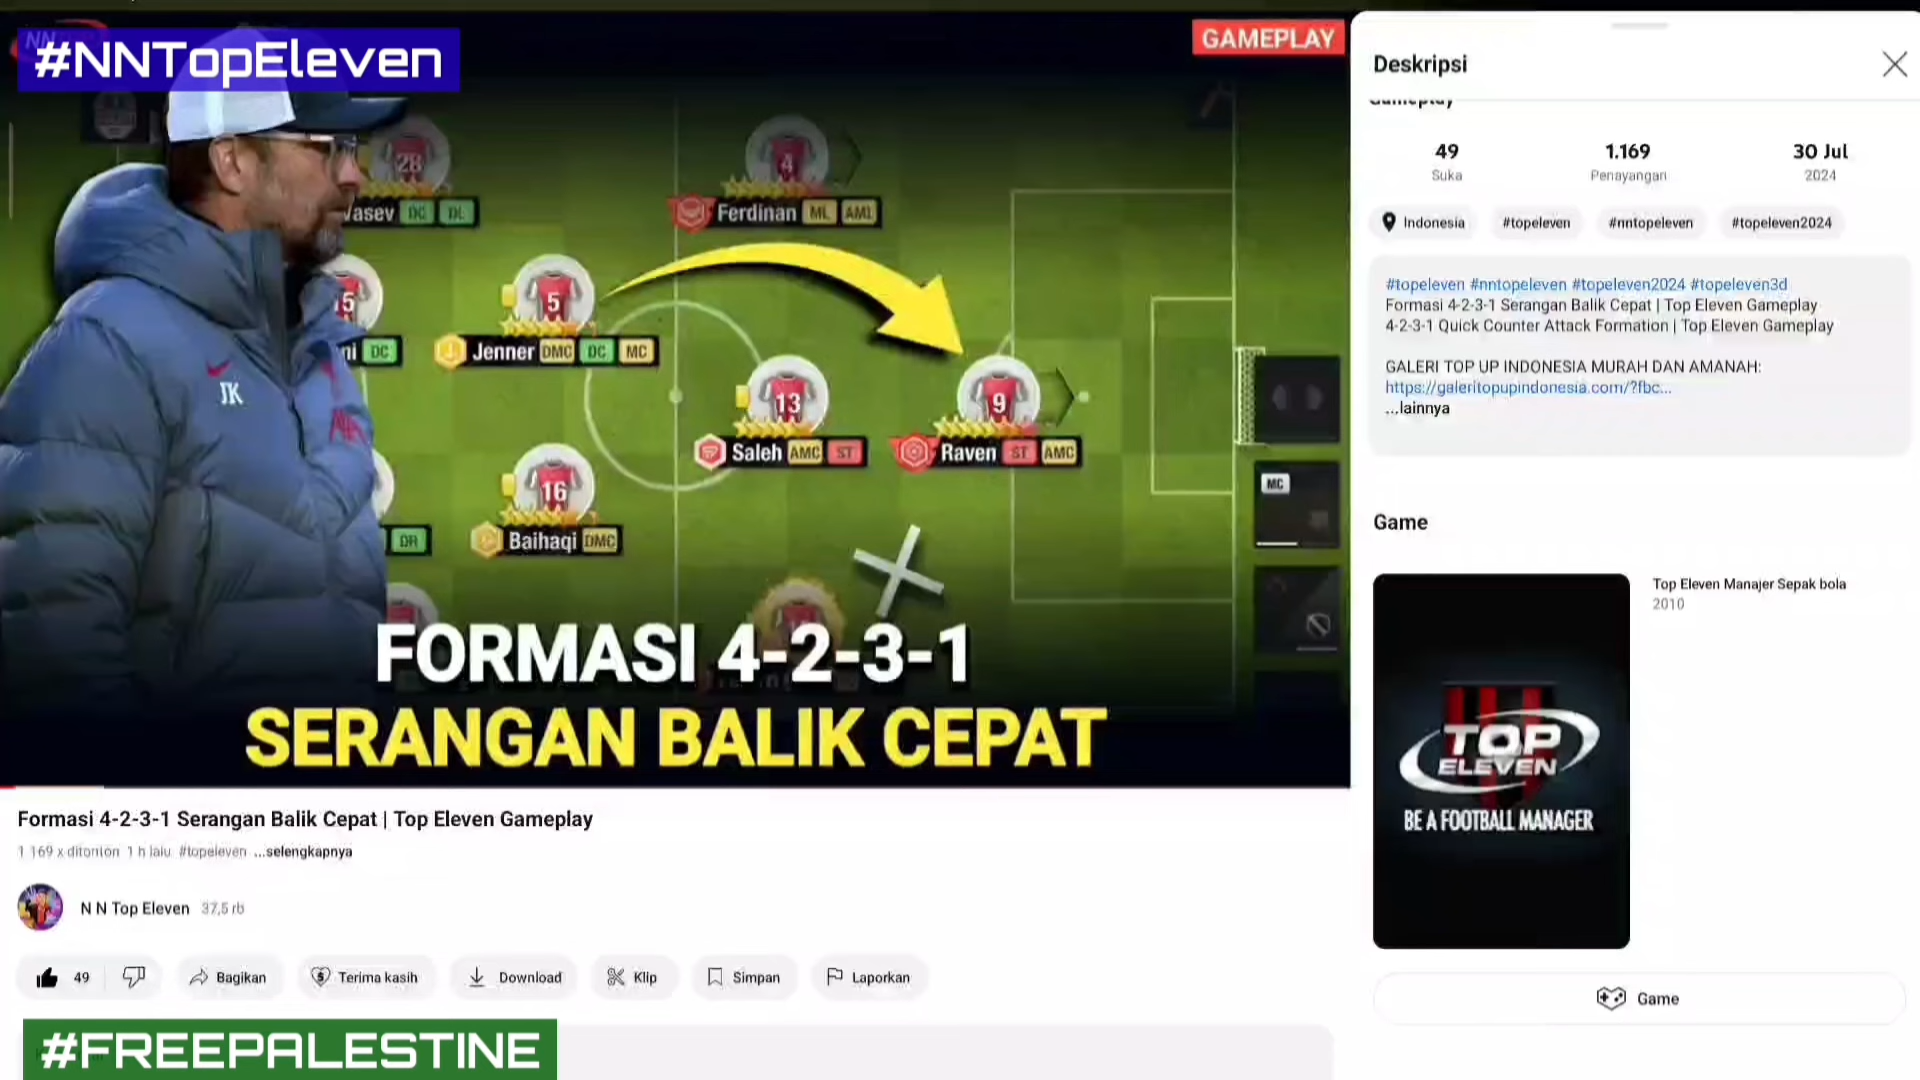 #NNTopEleven
GAMEPLAY
28
Vasev DC DL
4
Ferdinan ML AML
5
DC
5
Jenner DMC DC MC
13
Saleh AMC ST
9
Raven ST AMC
MC
DR
16
Baihaqi DMC
JK
FORMASI 4-2-3-1
SERANGAN BALIK CEPAT
Formasi 4-2-3-1 Serangan Balik Cepat | Top Eleven Gameplay
1 169 x ditonton 1 h lalu #topeleven ...selengkapnya
N N Top Eleven 37,5 rb
49
Bagikan
Terima kasih
Download
Klip
Simpan
Laporkan
#FREEPALESTINE
Deskripsi
Gameplay
49 1.169 30 Jul
Suka Penayangan 2024
Indonesia #topeleven #nntopeleven #topeleven2024
#topeleven #nntopeleven #topeleven2024 #topeleven3d
Formasi 4-2-3-1 Serangan Balik Cepat | Top Eleven Gameplay
4-2-3-1 Quick Counter Attack Formation | Top Eleven Gameplay
GALERI TOP UP INDONESIA MURAH DAN AMANAH:
https://galeritopupindonesia.com/?fbc...
...lainnya
Game
Top Eleven Manajer Sepak bola
2010
TOP
ELEVEN
BE A FOOTBALL MANAGER
Game